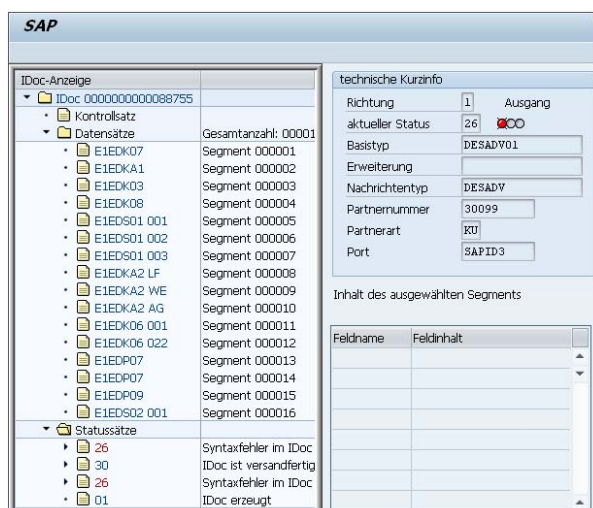 SAP
IDoc-Anzeige
IDoc 0000000000088755
Kontrollsatz
Datensätze Gesamtanzahl: 00001
E1EDK07 Segment 000001
E1EDKA1 Segment 000002
E1EDK03 Segment 000003
E1EDK08 Segment 000004
E1EDS01 001 Segment 000005
E1EDS01 002 Segment 000006
E1EDS01 003 Segment 000007
E1EDKA2 LF Segment 000008
E1EDKA2 WE Segment 000009
E1EDKA2 AG Segment 000010
E1EDK06 001 Segment 000011
E1EDK06 022 Segment 000012
E1EDP07 Segment 000013
E1EDP07 Segment 000014
E1EDP09 Segment 000015
E1EDS02 001 Segment 000016
Statussätze
26 Syntaxfehler im IDoc
30 IDoc ist versandfertig
26 Syntaxfehler im IDoc
01 IDoc erzeugt
technische Kurzinfo
Richtung 1 Ausgang
aktueller Status 26
Basistyp DESADV01
Erweiterung
Nachrichtentyp DESADV
Partnernummer 30099
Partnerart KU
Port SAPID3
Inhalt des ausgewählten Segments
Feldname Feldinhalt